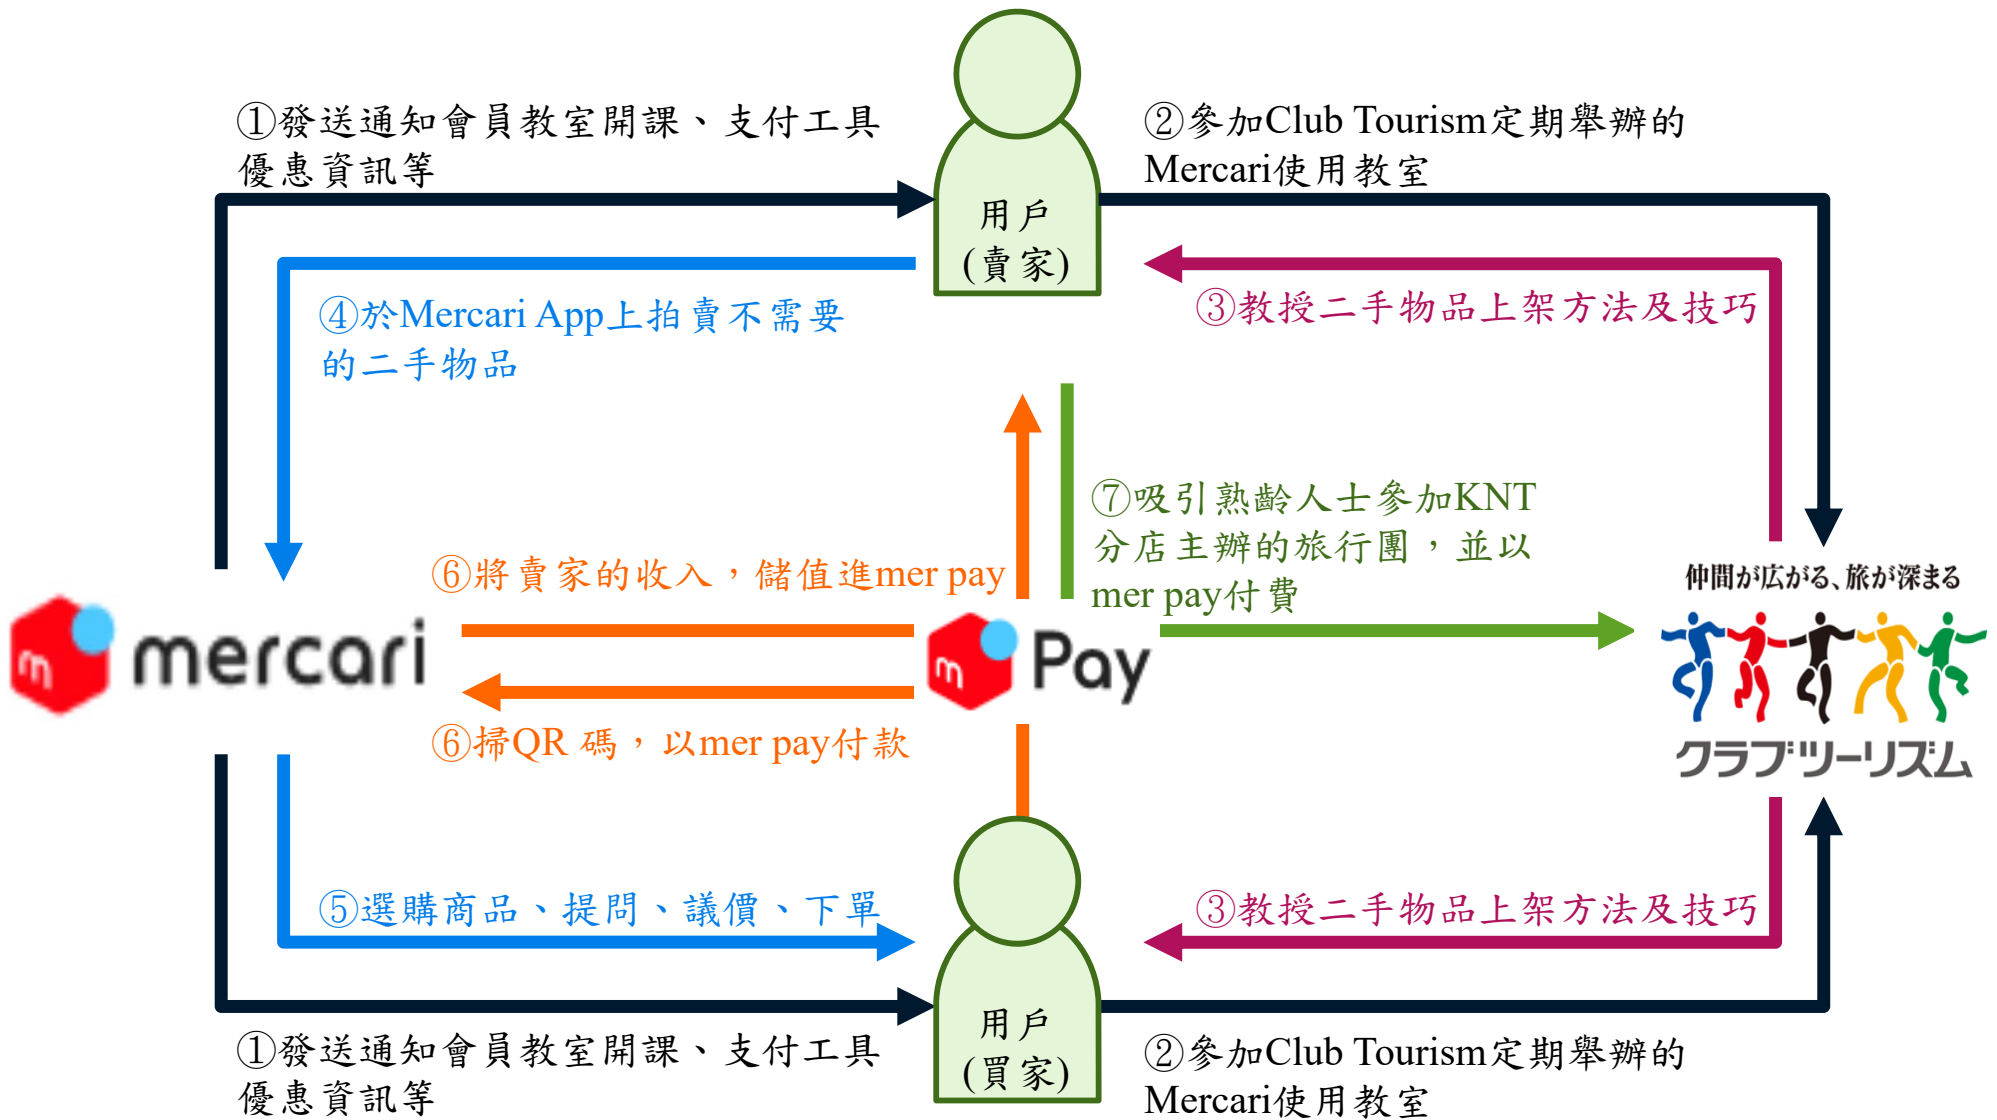 ①發送通知會員教室開課、支付工具
優惠資訊等
②參加Club Tourism定期舉辦的
Mercari使用教室
用戶
(賣家)
④於Mercari App上拍賣不需要
的二手物品
③教授二手物品上架方法及技巧
⑦吸引熟齡人士參加KNT
分店主辦的旅行團，並以
mer pay付費
⑥將賣家的收入，儲值進mer pay
仲間が広がる、旅が深まる
m mercari
m Pay
クラブツーリズム
⑥掃QR 碼，以mer pay付款
⑤選購商品、提問、議價、下單
③教授二手物品上架方法及技巧
用戶
(買家)
①發送通知會員教室開課、支付工具
優惠資訊等
②參加Club Tourism定期舉辦的
Mercari使用教室